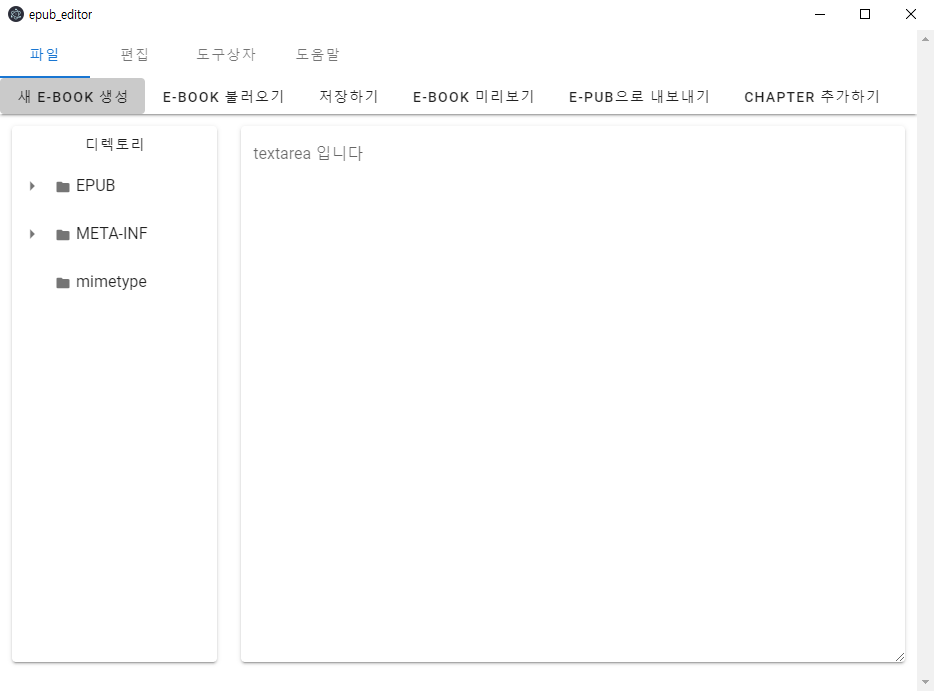 epub_editor
파일 편집 도구상자 도움말
새 E-BOOK 생성 E-BOOK 불러오기 저장하기 E-BOOK 미리보기 E-PUB으로 내보내기 CHAPTER 추가하기
디렉토리
EPUB
META-INF
mimetype
textarea 입니다